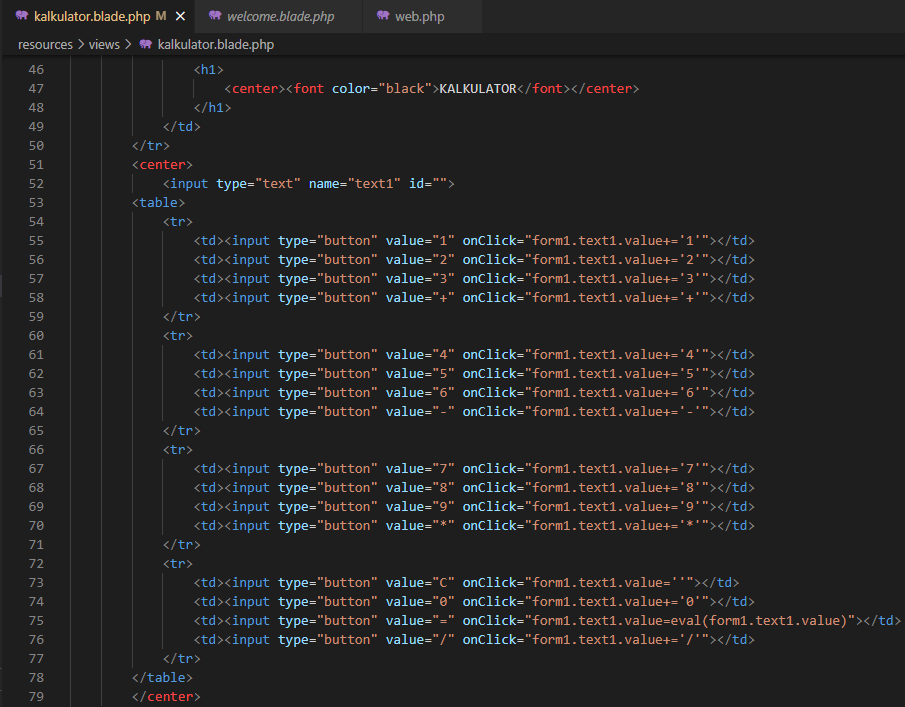 kalkulator.blade.php M × welcome.blade.php web.php
resources > views > kalkulator.blade.php
46 <h1>
47 <center><font color="black">KALKULATOR</font></center>
48 </h1>
49 </td>
50 </tr>
51 <center>
52 <input type="text" name="text1" id="">
53 <table>
54 <tr>
55 <td><input type="button" value="1" onClick="form1.text1.value+='1'"></td>
56 <td><input type="button" value="2" onClick="form1.text1.value+='2'"></td>
57 <td><input type="button" value="3" onClick="form1.text1.value+='3'"></td>
58 <td><input type="button" value="+" onClick="form1.text1.value+='+'"></td>
59 </tr>
60 <tr>
61 <td><input type="button" value="4" onClick="form1.text1.value+='4'"></td>
62 <td><input type="button" value="5" onClick="form1.text1.value+='5'"></td>
63 <td><input type="button" value="6" onClick="form1.text1.value+='6'"></td>
64 <td><input type="button" value="-" onClick="form1.text1.value+='-'"></td>
65 </tr>
66 <tr>
67 <td><input type="button" value="7" onClick="form1.text1.value+='7'"></td>
68 <td><input type="button" value="8" onClick="form1.text1.value+='8'"></td>
69 <td><input type="button" value="9" onClick="form1.text1.value+='9'"></td>
70 <td><input type="button" value="*" onClick="form1.text1.value+='*'"></td>
71 </tr>
72 <tr>
73 <td><input type="button" value="C" onClick="form1.text1.value=''"></td>
74 <td><input type="button" value="0" onClick="form1.text1.value+='0'"></td>
75 <td><input type="button" value="=" onClick="form1.text1.value=eval(form1.text1.value)"></td>
76 <td><input type="button" value="/" onClick="form1.text1.value+='/'"></td>
77 </tr>
78 </table>
79 </center>